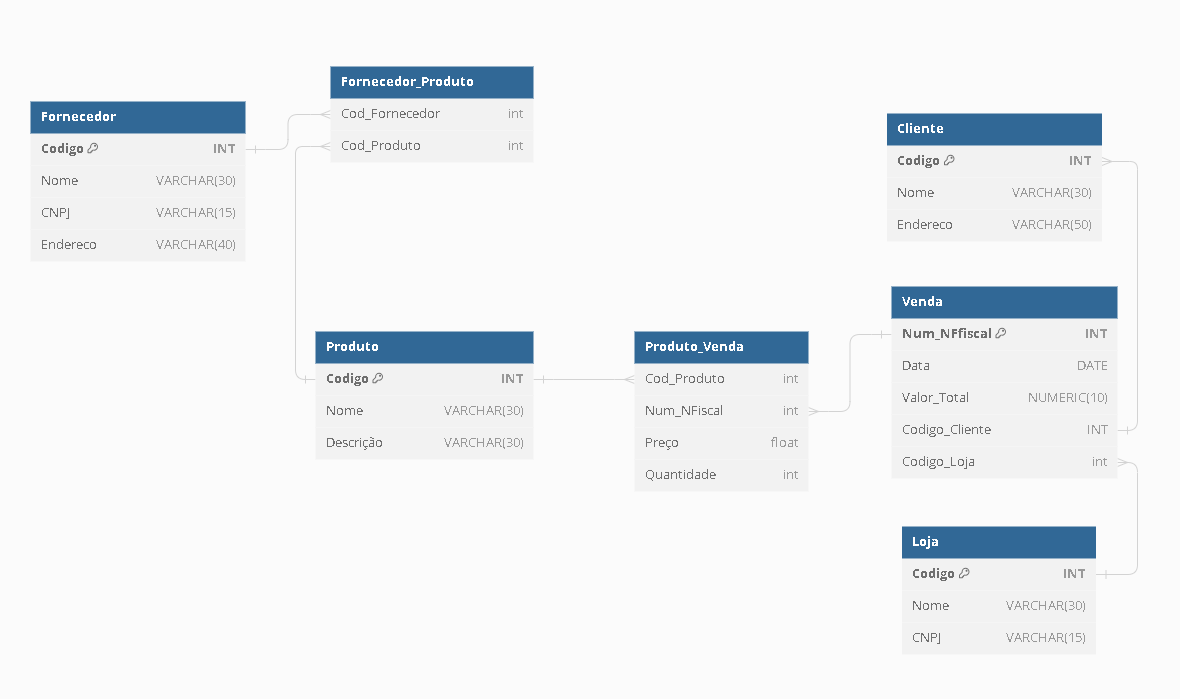 Fornecedor
Codigo INT
Nome VARCHAR(30)
CNPJ VARCHAR(15)
Endereco VARCHAR(40)
Fornecedor_Produto
Cod_Fornecedor int
Cod_Produto int
Cliente
Codigo INT
Nome VARCHAR(30)
Endereco VARCHAR(50)
Produto
Codigo INT
Nome VARCHAR(30)
Descrição VARCHAR(30)
Produto_Venda
Cod_Produto int
Num_NFiscal int
Preço float
Quantidade int
Venda
Num_NFfiscal INT
Data DATE
Valor_Total NUMERIC(10)
Codigo_Cliente INT
Codigo_Loja int
Loja
Codigo INT
Nome VARCHAR(30)
CNPJ VARCHAR(15)